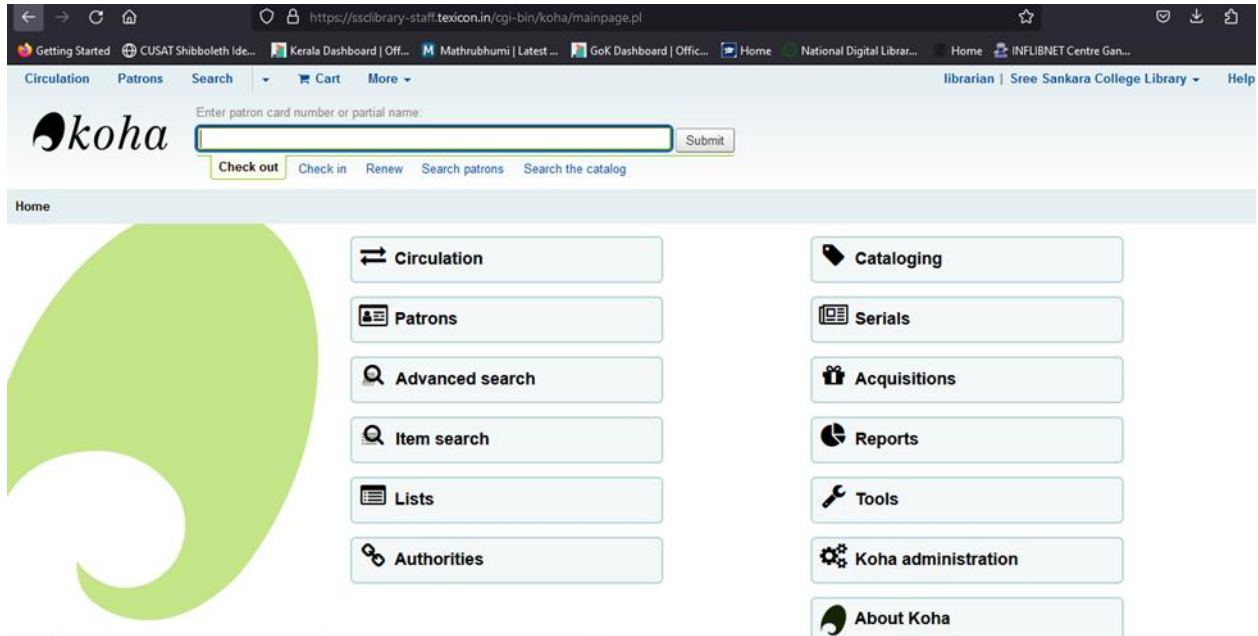 https://ssclibrary-staff.texicon.in/cgi-bin/koha/mainpage.pl
Getting Started CUSAT Shibboleth Ide... Kerala Dashboard | Off... Mathrubhumi | Latest ... GoK Dashboard | Offic... Home National Digital Librar... Home INFLIBNET Centre Gan...
Circulation Patrons Search Cart More librarian | Sree Sankara College Library Help
koha
Enter patron card number or partial name:
Submit
Check out Check in Renew Search patrons Search the catalog
Home
Circulation
Patrons
Advanced search
Item search
Lists
Authorities
Cataloging
Serials
Acquisitions
Reports
Tools
Koha administration
About Koha